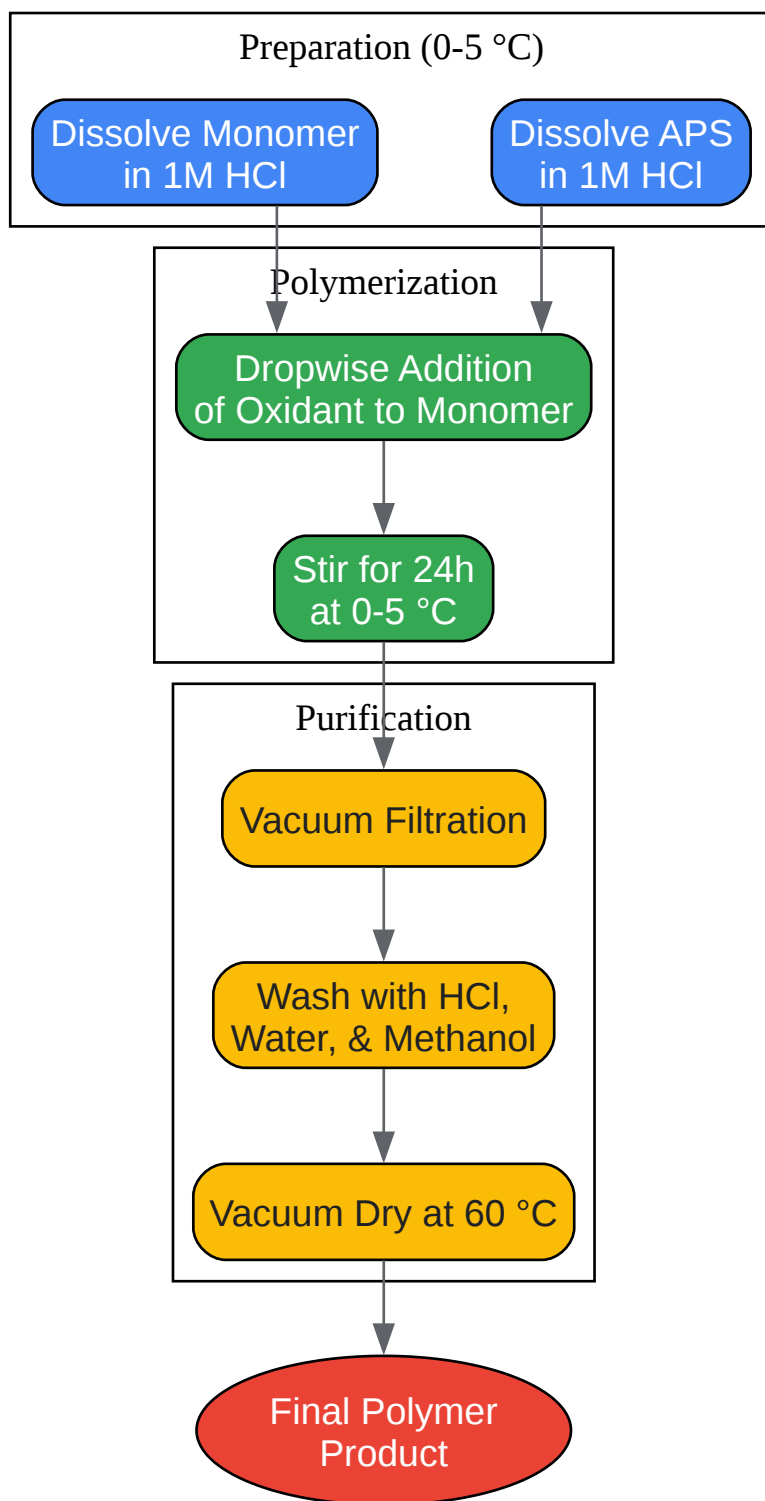 Preparation (0-5 °C)
Dissolve Monomer
in 1M HCl
Dissolve APS
in 1M HCl
Polymerization
Dropwise Addition
of Oxidant to Monomer
Stir for 24h
at 0-5 °C
Purification
Vacuum Filtration
Wash with HCl,
Water, & Methanol
Vacuum Dry at 60 °C
Final Polymer
Product